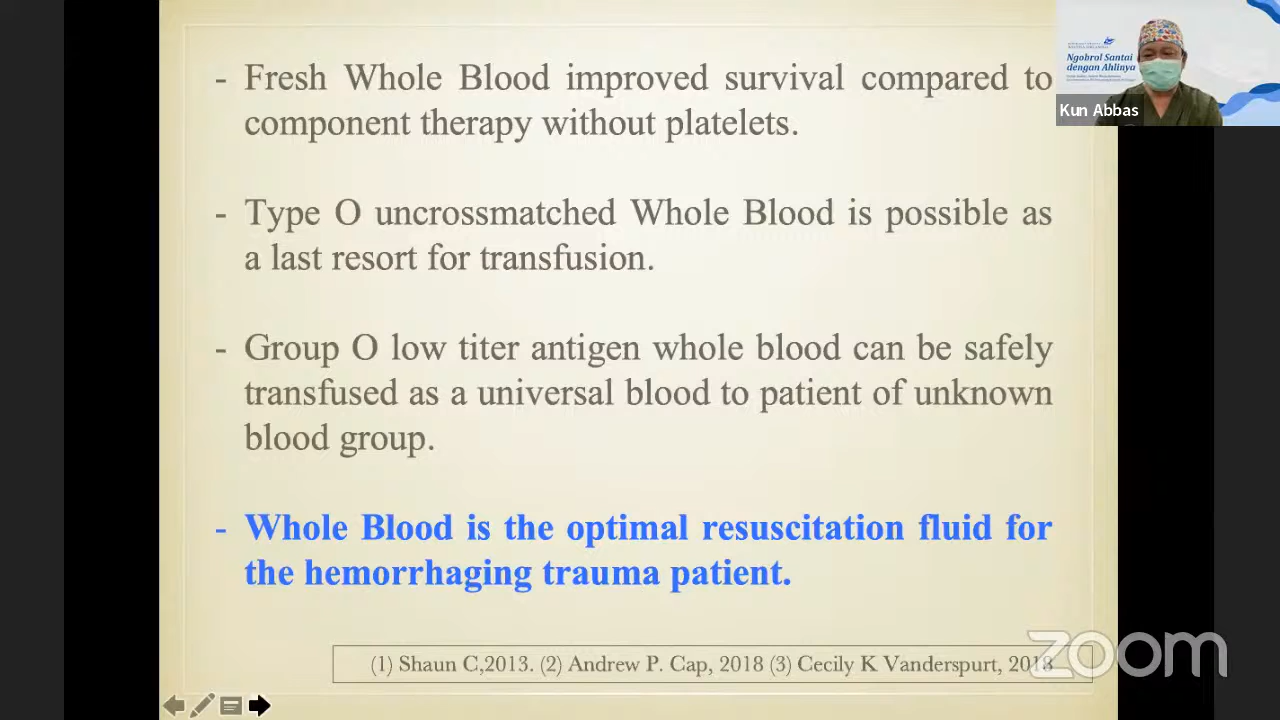 - Fresh Whole Blood improved survival compared to
component therapy without platelets.
- Type O uncrossmatched Whole Blood is possible as
a last resort for transfusion.
- Group O low titer antigen whole blood can be safely
transfused as a universal blood to patient of unknown
blood group.
- Whole Blood is the optimal resuscitation fluid for
the hemorrhaging trauma patient.
(1) Shaun C,2013. (2) Andrew P. Cap, 2018 (3) Cecily K Vanderspurt, 2018
Ngobrol Santai
dengan Ahlinya
Kun Abbas
zoom